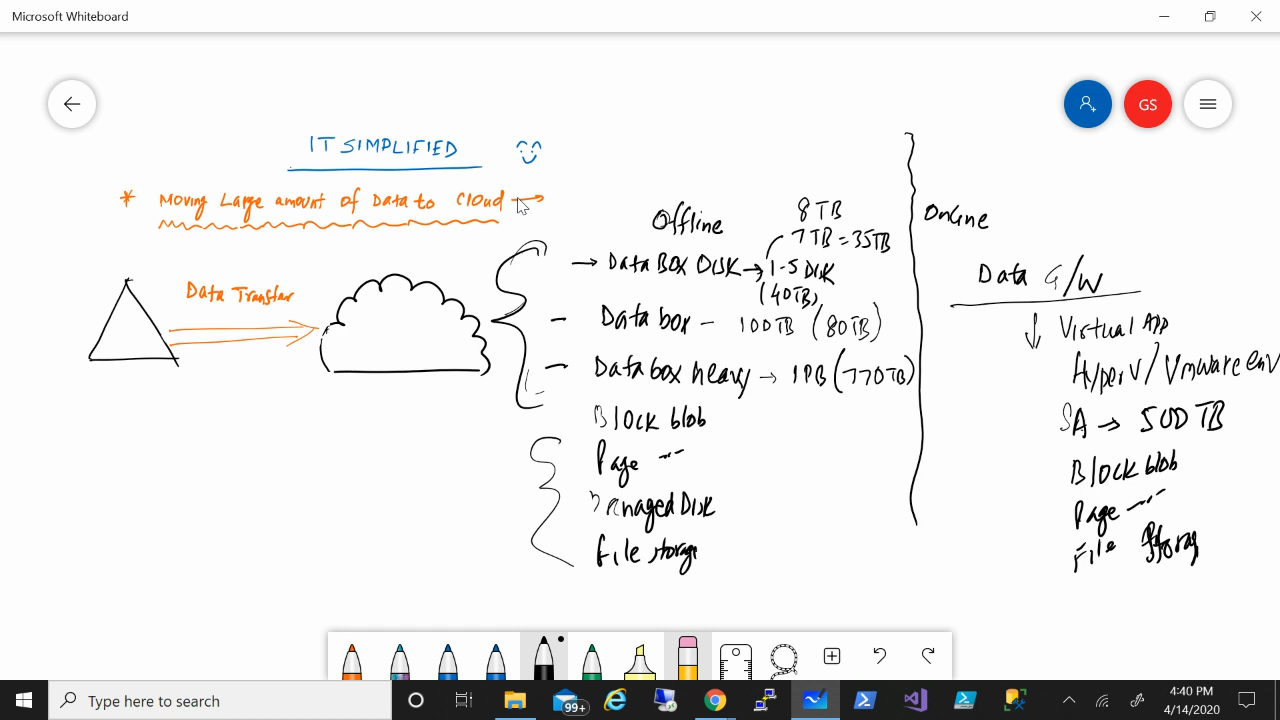 Microsoft Whiteboard
GS
IT SIMPLIFIED
* Moving Large amount of Data to Cloud →
Data Transfer
Offline
8 TB
7 TB = 35TB
→ Data Box Disk → 1-5 Disk
(40TB)
- Data box - 100TB (80TB)
- Data box heavy → 1PB (770TB)
Block blob
Page "
Managed Disk
File storage
Online
Data G/W
↓ Virtual App
HyperV/Vmware env
SA → 500 TB
Block blob
Page "
File Storag
Type here to search
99+
4:40 PM
4/14/2020